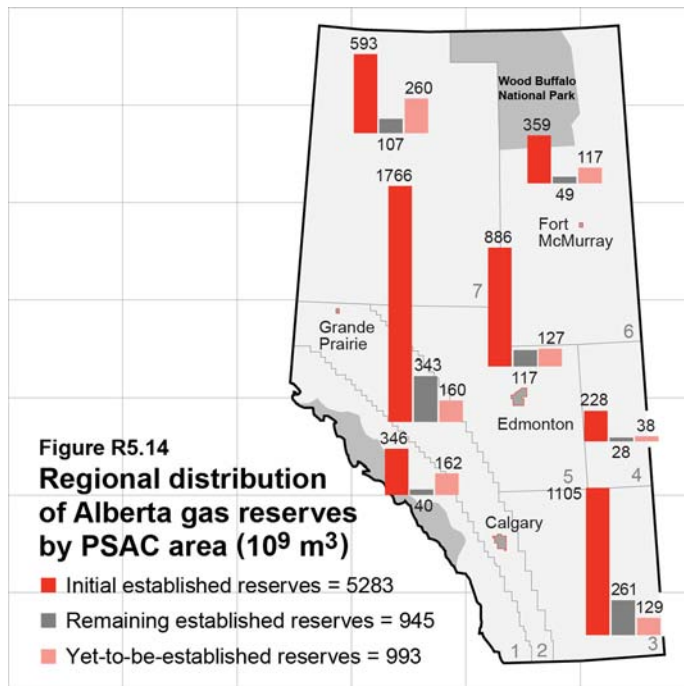 593
260
107
Wood Buffalo
National Park
359
117
49
1766
Fort
McMurray
886
7
6
Grande
Prairie
343
160
127
117
Edmonton
228
38
28
346
162
40
5
4
1105
Calgary
261
129
1
2
3
Figure R5.14
Regional distribution
of Alberta gas reserves
by PSAC area (10⁹ m³)
Initial established reserves = 5283
Remaining established reserves = 945
Yet-to-be-established reserves = 993